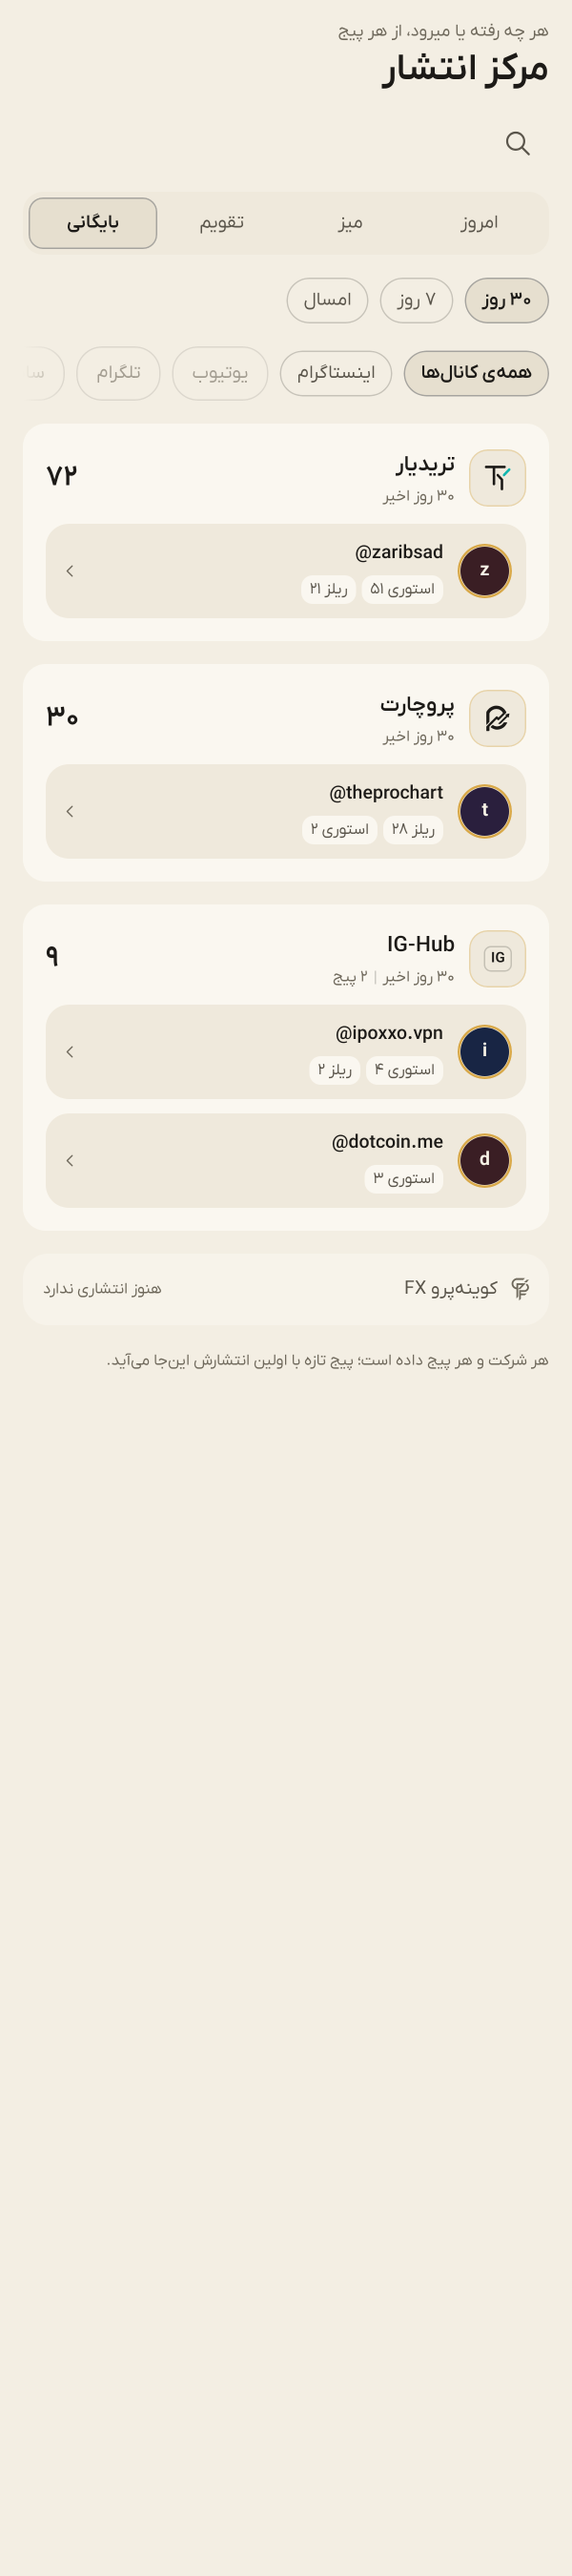 هر چه رفته یا میرود، از هر پیج
مرکز انتشار
امروز میز تقویم بایگانی
۳۰ روز ۷ روز امسال
همه‌ی کانال‌ها اینستاگرام یوتیوب تلگرام
تریدیار ۷۲
۳۰ روز اخیر
@zaribsad
z
استوری ۵۱ ریلز ۲۱
پروچارت ۳۰
۳۰ روز اخیر
@theprochart
t
ریلز ۲۸ استوری ۲
IG IG-Hub ۹
۳۰ روز اخیر | ۲ پیج
@ipoxxo.vpn
i
استوری ۴ ریلز ۲
@dotcoin.me
d
استوری ۳
کوینه‌پرو FX هنوز انتشاری ندارد
هر شرکت و هر پیج داده است؛ پیج تازه با اولین انتشارش این‌جا می‌آید.